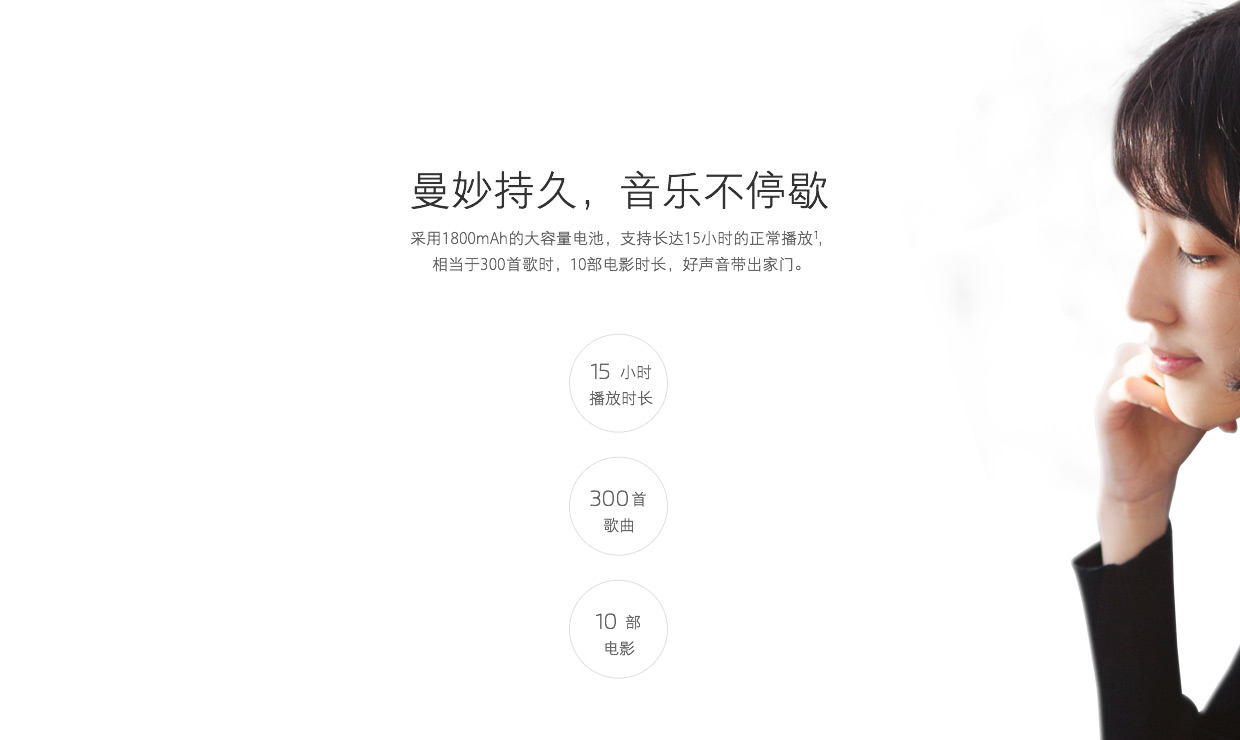 曼妙持久，音乐不停歇
采用1800mAh的大容量电池，支持长达15小时的正常播放¹，
相当于300首歌时，10部电影时长，好声音带出家门。
15 小时
播放时长
300首
歌曲
10 部
电影